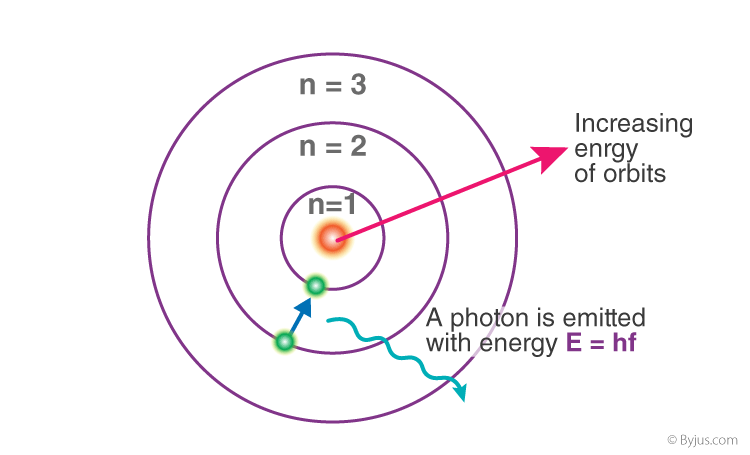 n = 3
n = 2
n=1
Increasing
enrgy
of orbits
A photon is emitted
with energy E = hf
© Byjus.com